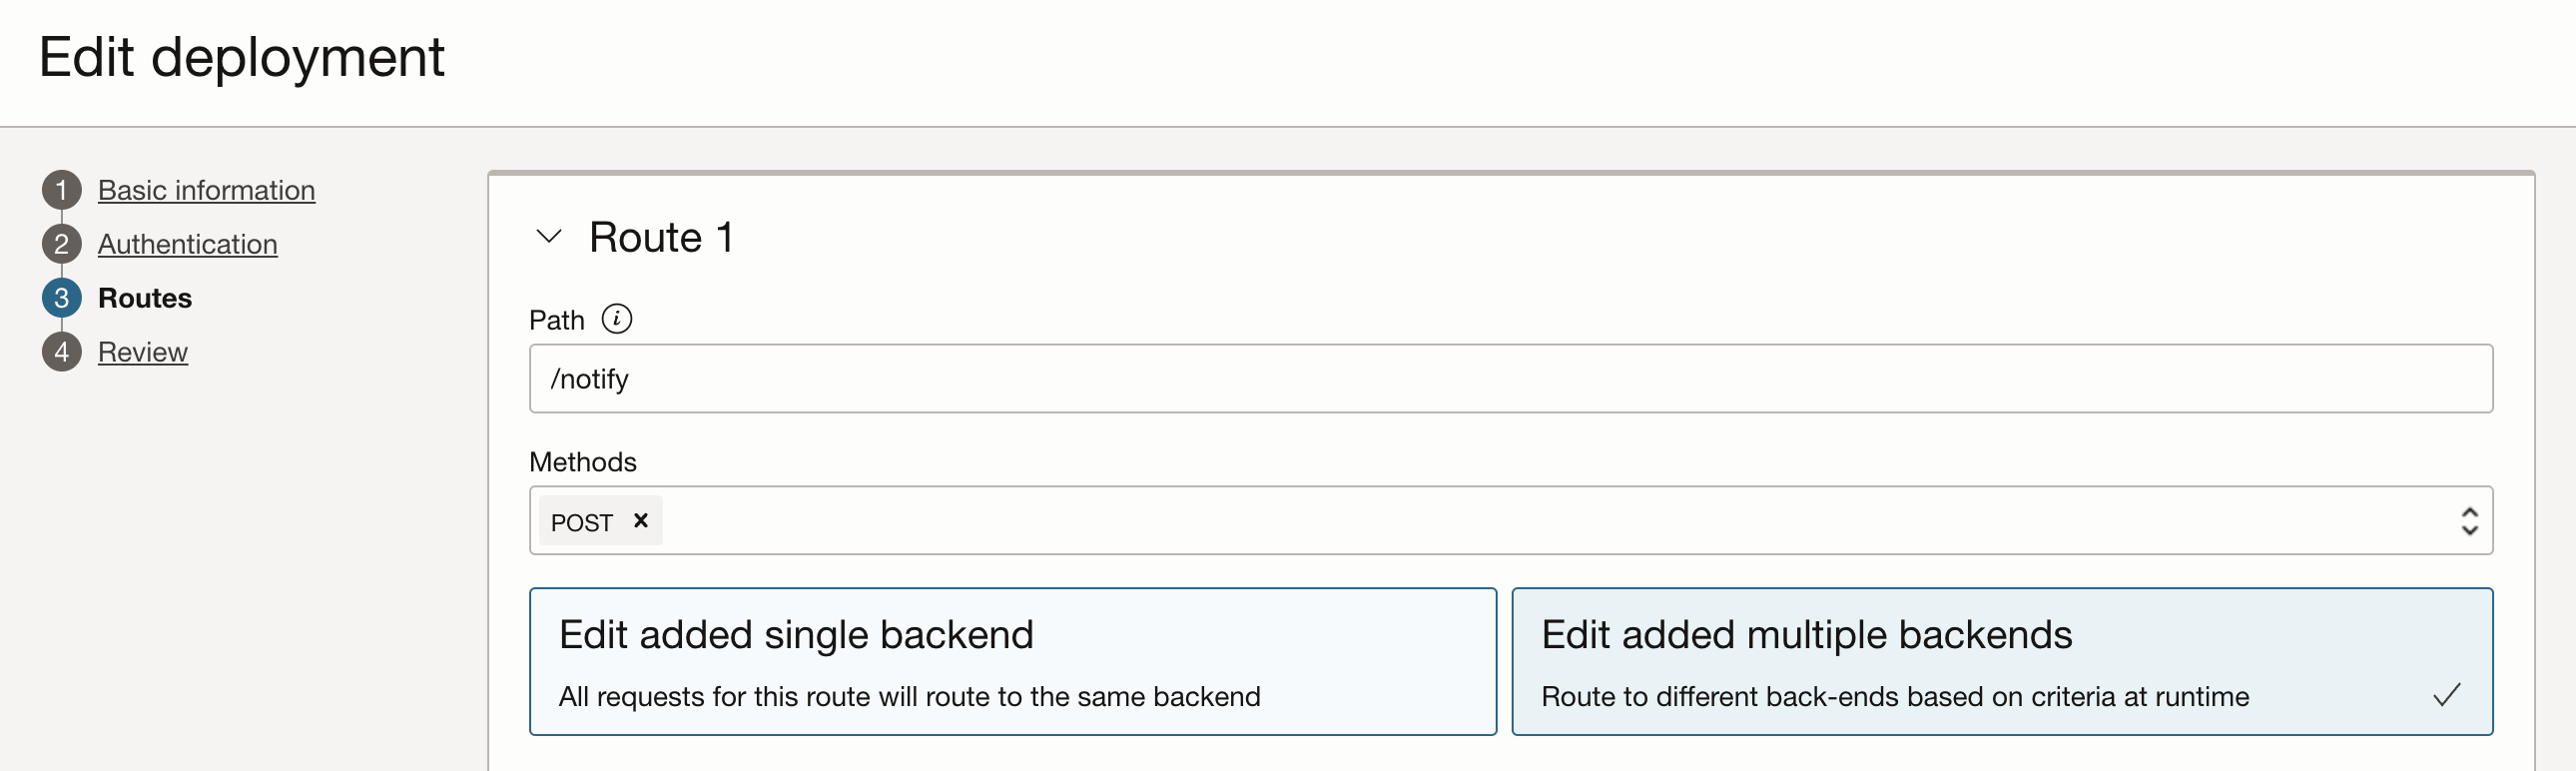 Edit deployment
1 Basic information
2 Authentication
3 Routes
4 Review
Route 1
Path i
/notify
Methods
POST ×
Edit added single backend
All requests for this route will route to the same backend
Edit added multiple backends
Route to different back-ends based on criteria at runtime